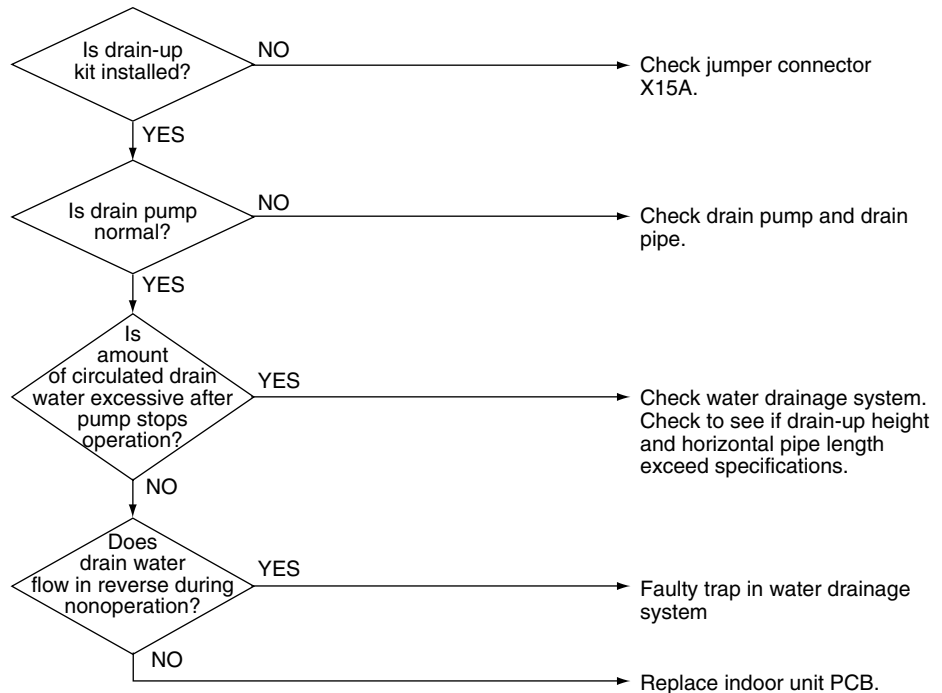 Is drain-up
kit installed?
NO
Check jumper connector
X15A.
YES
Is drain pump
normal?
NO
Check drain pump and drain
pipe.
YES
Is
amount
of circulated drain
water excessive after
pump stops
operation?
YES
Check water drainage system.
Check to see if drain-up height
and horizontal pipe length
exceed specifications.
NO
Does
drain water
flow in reverse during
nonoperation?
YES
Faulty trap in water drainage
system
NO
Replace indoor unit PCB.